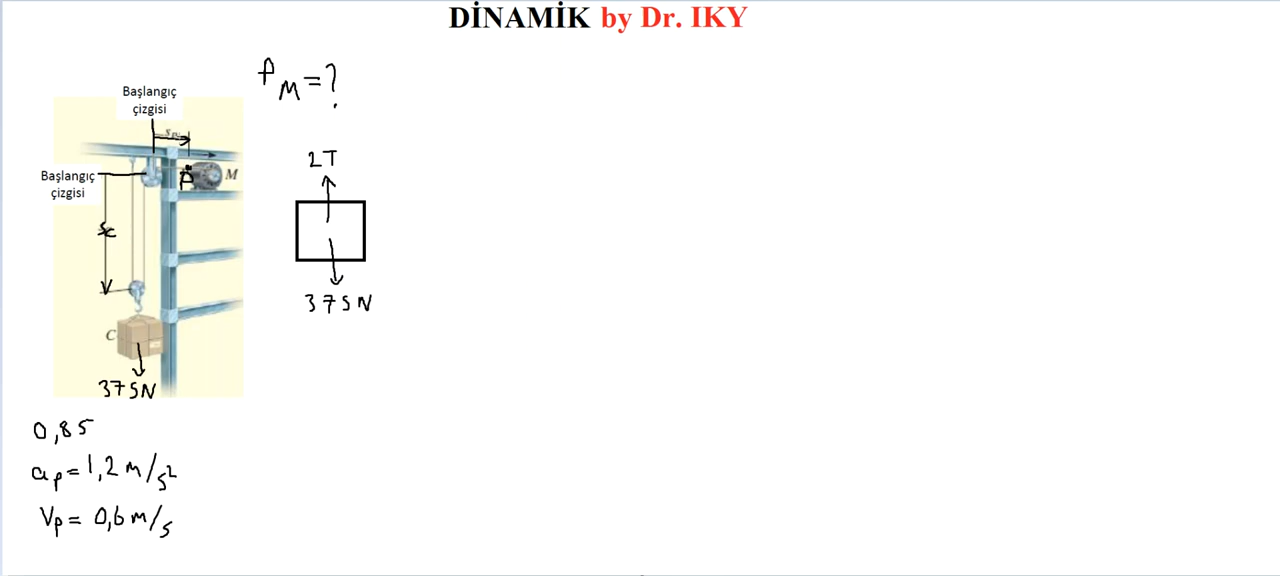 DİNAMİK by Dr. IKY
P_M = ?
Başlangıç
çizgisi
S_P
M
Başlangıç
çizgisi
P
S_C
C
375N
2T
375N
0,85
a_P = 1,2 m/s²
V_P = 0,6 m/s